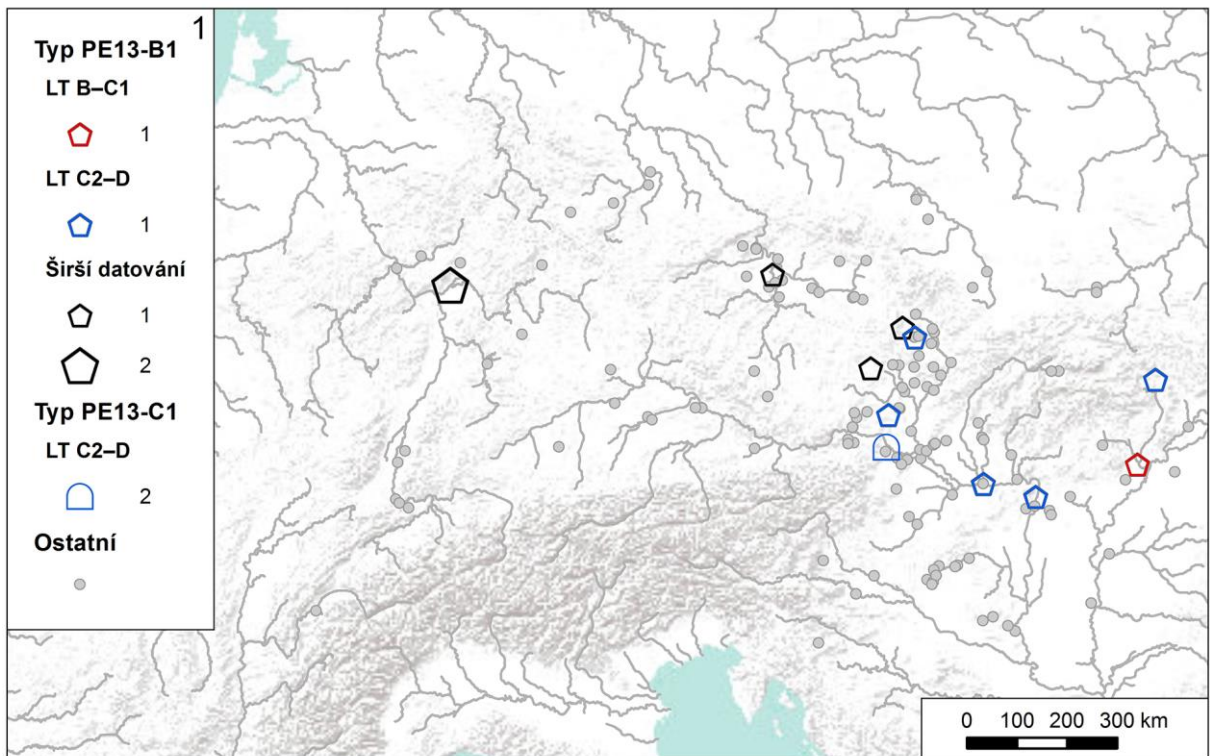 1
Typ PE13-B1
LT B–C1
1
LT C2–D
1
Širší datování
1
2
Typ PE13-C1
LT C2–D
2
Ostatní
0 100 200 300 km